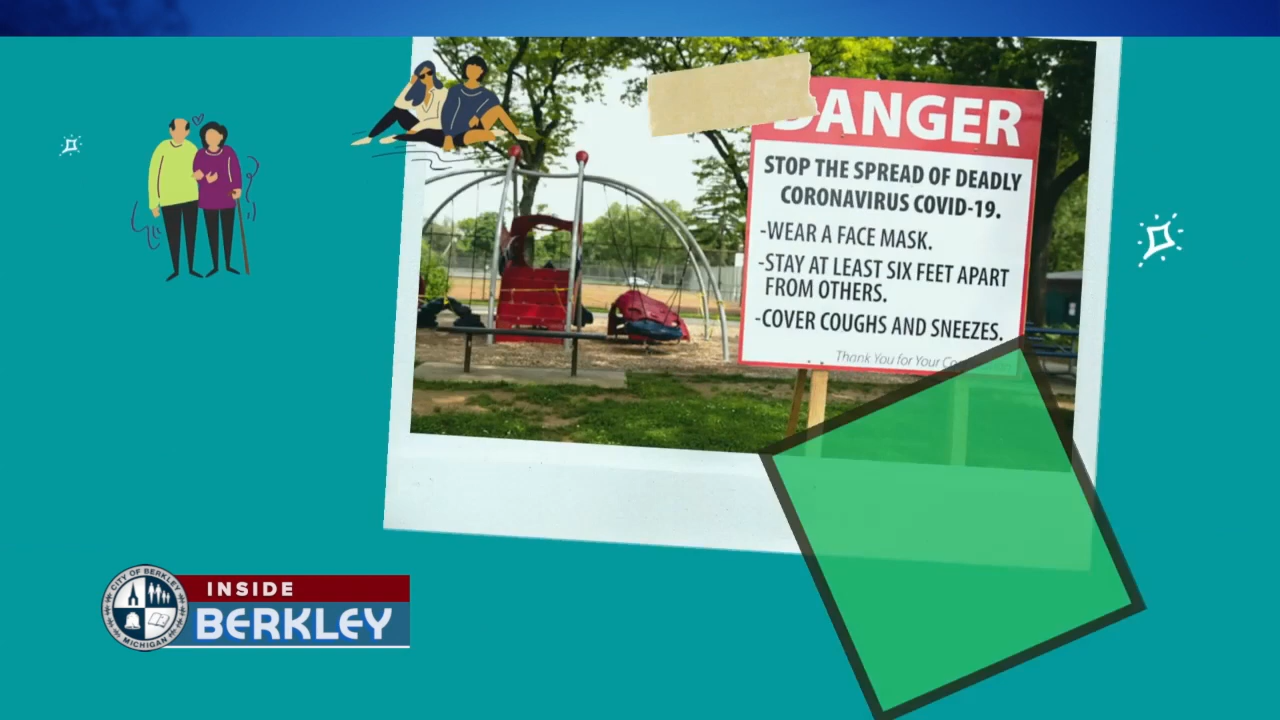 DANGER
STOP THE SPREAD OF DEADLY
CORONAVIRUS COVID-19.
-WEAR A FACE MASK.
-STAY AT LEAST SIX FEET APART
FROM OTHERS.
-COVER COUGHS AND SNEEZES.
Thank You for Your
CITY OF BERKLEY
MICHIGAN
INSIDE
BERKLEY